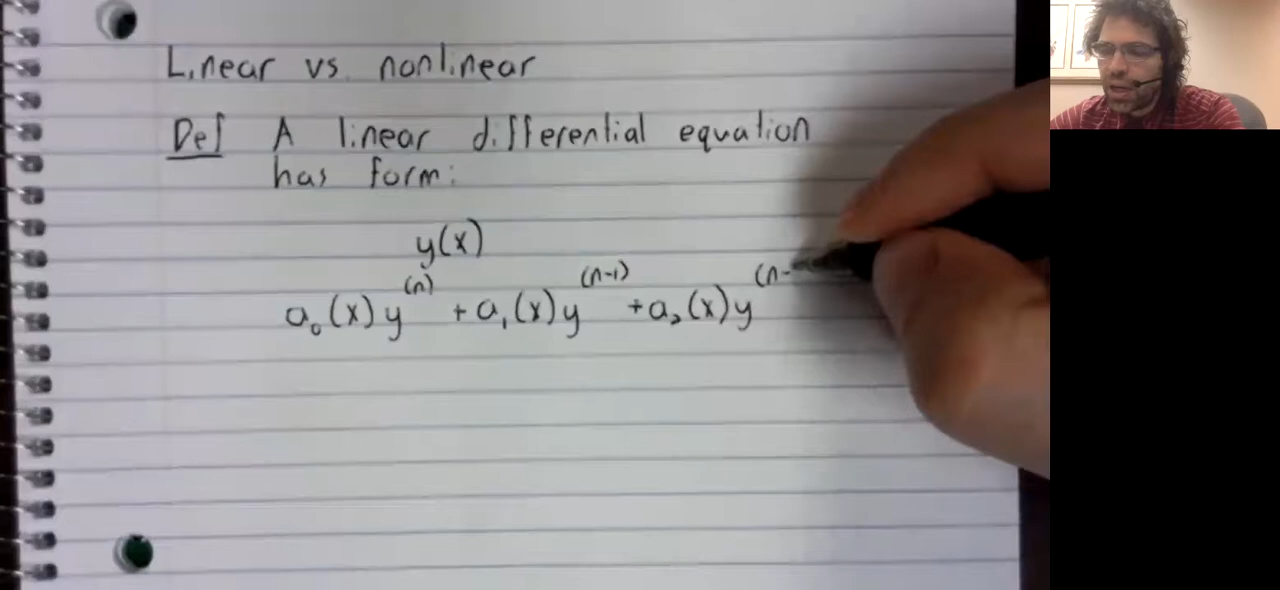 Linear vs. nonlinear
Def A linear differential equation
has form:
y(x)
a₀(x)y⁽ⁿ⁾ + a₁(x)y⁽ⁿ⁻¹⁾ + a₂(x)y⁽ⁿ⁻